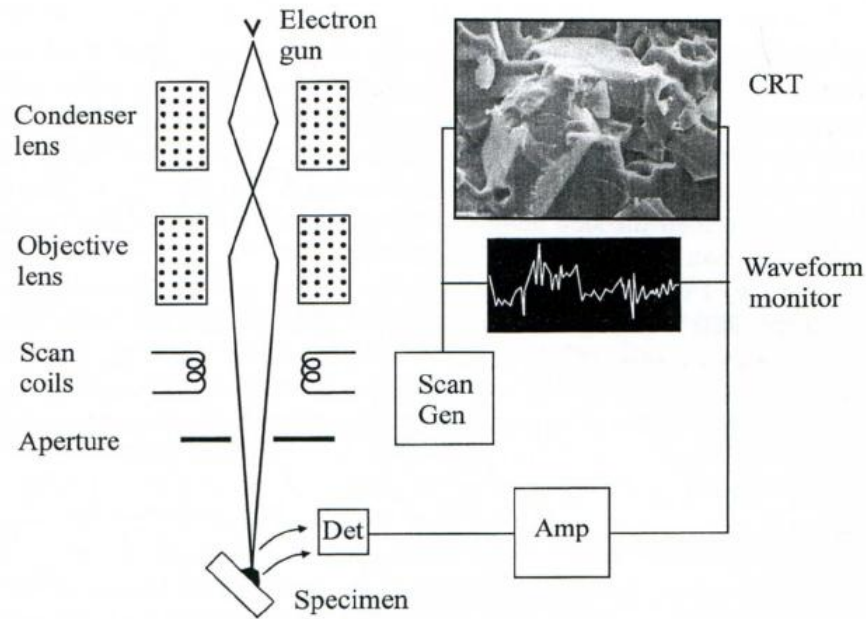 Electron
gun
Condenser
lens
CRT
Objective
lens
Waveform
monitor
Scan
coils
Scan
Gen
Aperture
Det
Amp
Specimen